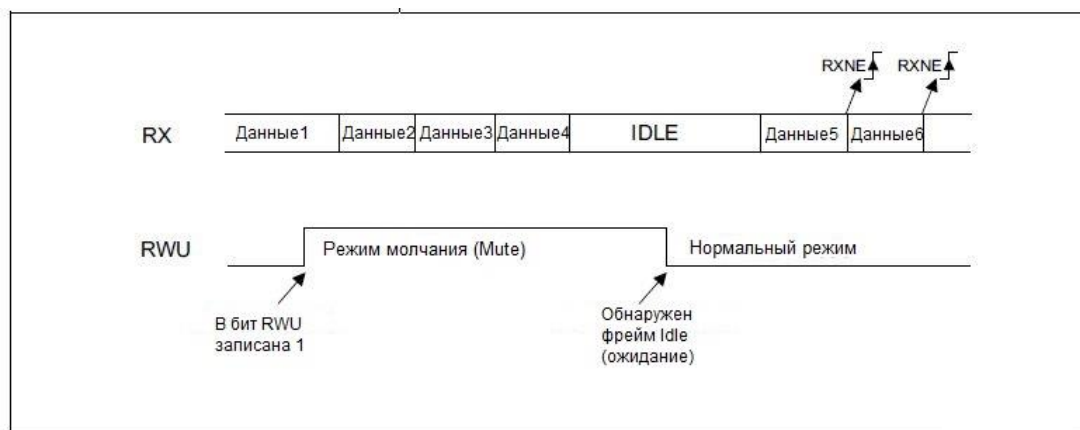 RXNE RXNE
RX Данные1 Данные2 Данные3 Данные4 IDLE Данные5 Данные6
RWU Режим молчания (Mute) Нормальный режим
В бит RWU
записана 1
Обнаружен
фрейм Idle
(ожидание)